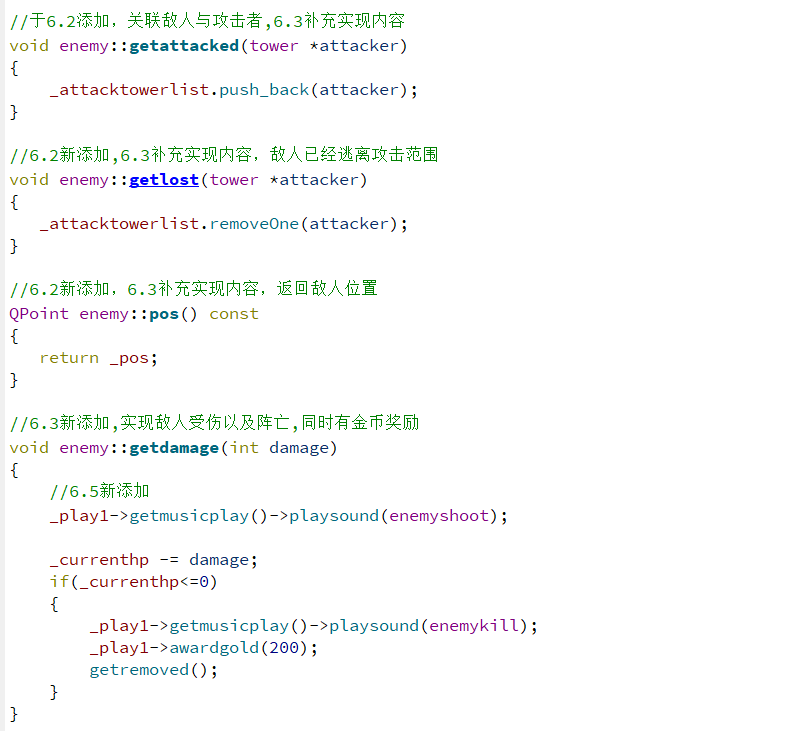 //于6.2添加，关联敌人与攻击者,6.3补充实现内容
void enemy::getattacked(tower *attacker)
{
    _attacktowerlist.push_back(attacker);
}
//6.2新添加,6.3补充实现内容，敌人已经逃离攻击范围
void enemy::getlost(tower *attacker)
{
   _attacktowerlist.removeOne(attacker);
}
//6.2新添加，6.3补充实现内容，返回敌人位置
QPoint enemy::pos() const
{
   return _pos;
}
//6.3新添加,实现敌人受伤以及阵亡,同时有金币奖励
void enemy::getdamage(int damage)
{
    //6.5新添加
    _play1->getmusicplay()->playsound(enemyshoot);
    _currenthp -= damage;
    if(_currenthp<=0)
    {
        _play1->getmusicplay()->playsound(enemykill);
        _play1->awardgold(200);
        getremoved();
    }
}